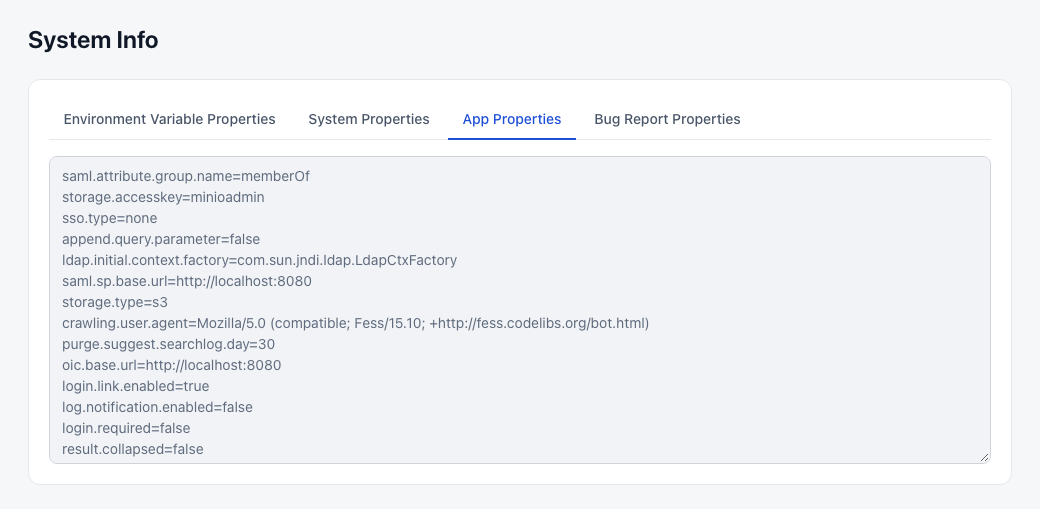 System Info
Environment Variable Properties System Properties App Properties Bug Report Properties
saml.attribute.group.name=memberOf
storage.accesskey=minioadmin
sso.type=none
append.query.parameter=false
ldap.initial.context.factory=com.sun.jndi.ldap.LdapCtxFactory
saml.sp.base.url=http://localhost:8080
storage.type=s3
crawling.user.agent=Mozilla/5.0 (compatible; Fess/15.10; +http://fess.codelibs.org/bot.html)
purge.suggest.searchlog.day=30
oic.base.url=http://localhost:8080
login.link.enabled=true
log.notification.enabled=false
login.required=false
result.collapsed=false